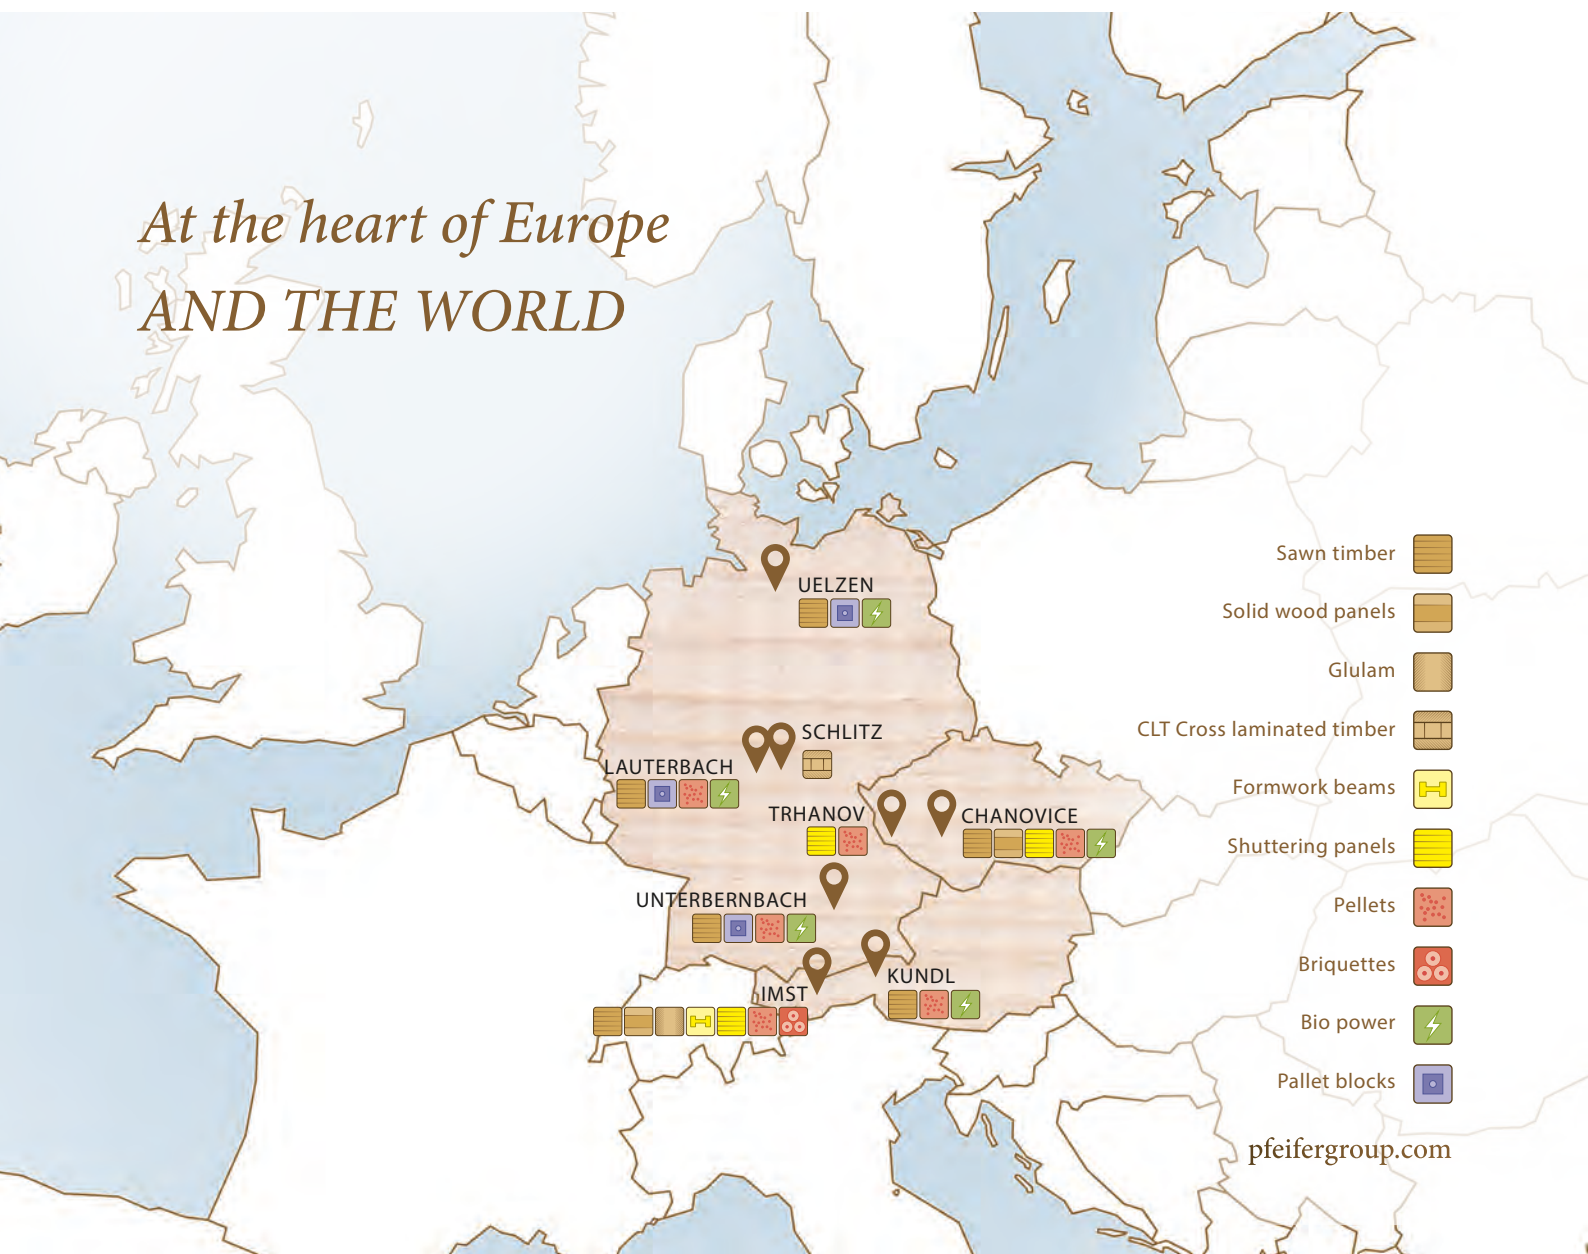 At the heart of Europe
AND THE WORLD
UELZEN
SCHLITZ
LAUTERBACH
TRHANOV
CHANOVICE
UNTERBERNBACH
KUNDL
IMST
Sawn timber
Solid wood panels
Glulam
CLT Cross laminated timber
Formwork beams
Shuttering panels
Pellets
Briquettes
Bio power
Pallet blocks
pfeifergroup.com